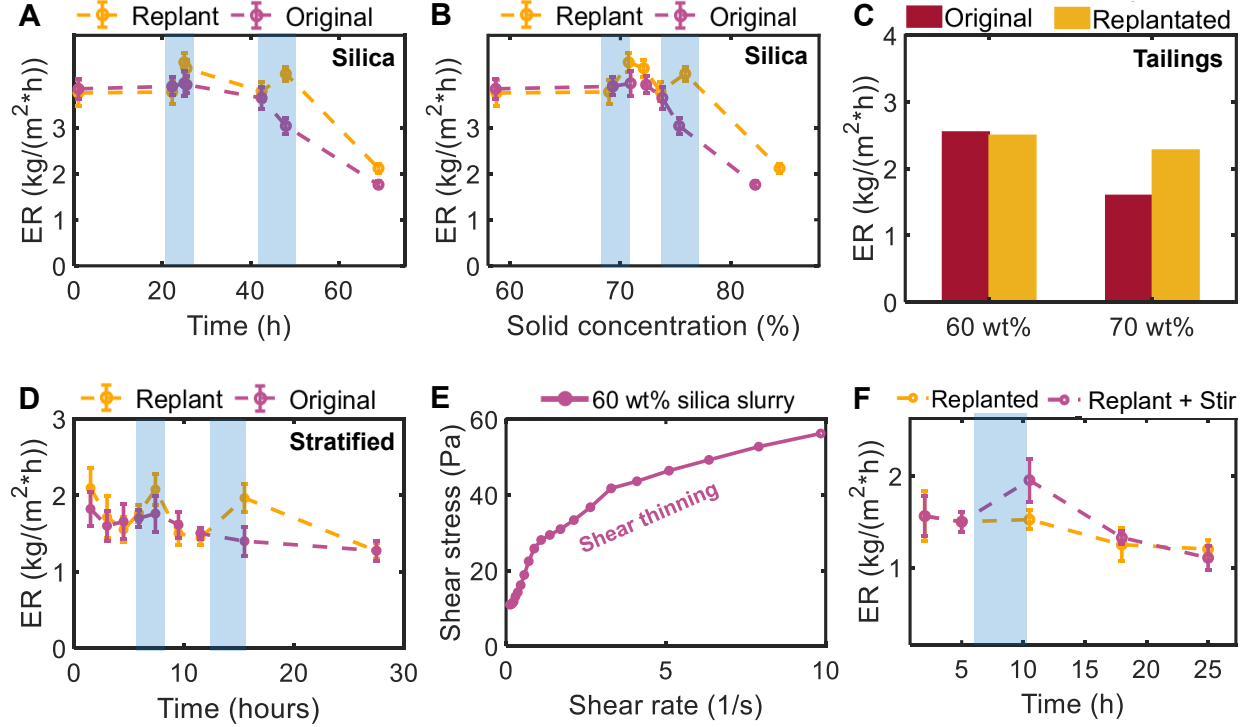 A
Replant Original
Silica
ER (kg/(m2*h))
3
2
1
0
0 20 40 60
Time (h)
B
Replant Original
Silica
ER (kg/(m2*h))
3
2
1
0
60 70 80
Solid concentration (%)
C
Original Replantated
Tailings
ER (kg/(m2*h))
4
3
2
1
0
60 wt% 70 wt%
D
Replant Original
Stratified
ER (kg/(m2*h))
3
2
1
0
0 10 20 30
Time (hours)
E
60 wt% silica slurry
Shear thinning
Shear stress (Pa)
60
40
20
0
0 5 10
Shear rate (1/s)
F
Replanted Replant + Stir
ER (kg/(m2*h))
2
1
5 10 15 20 25
Time (h)